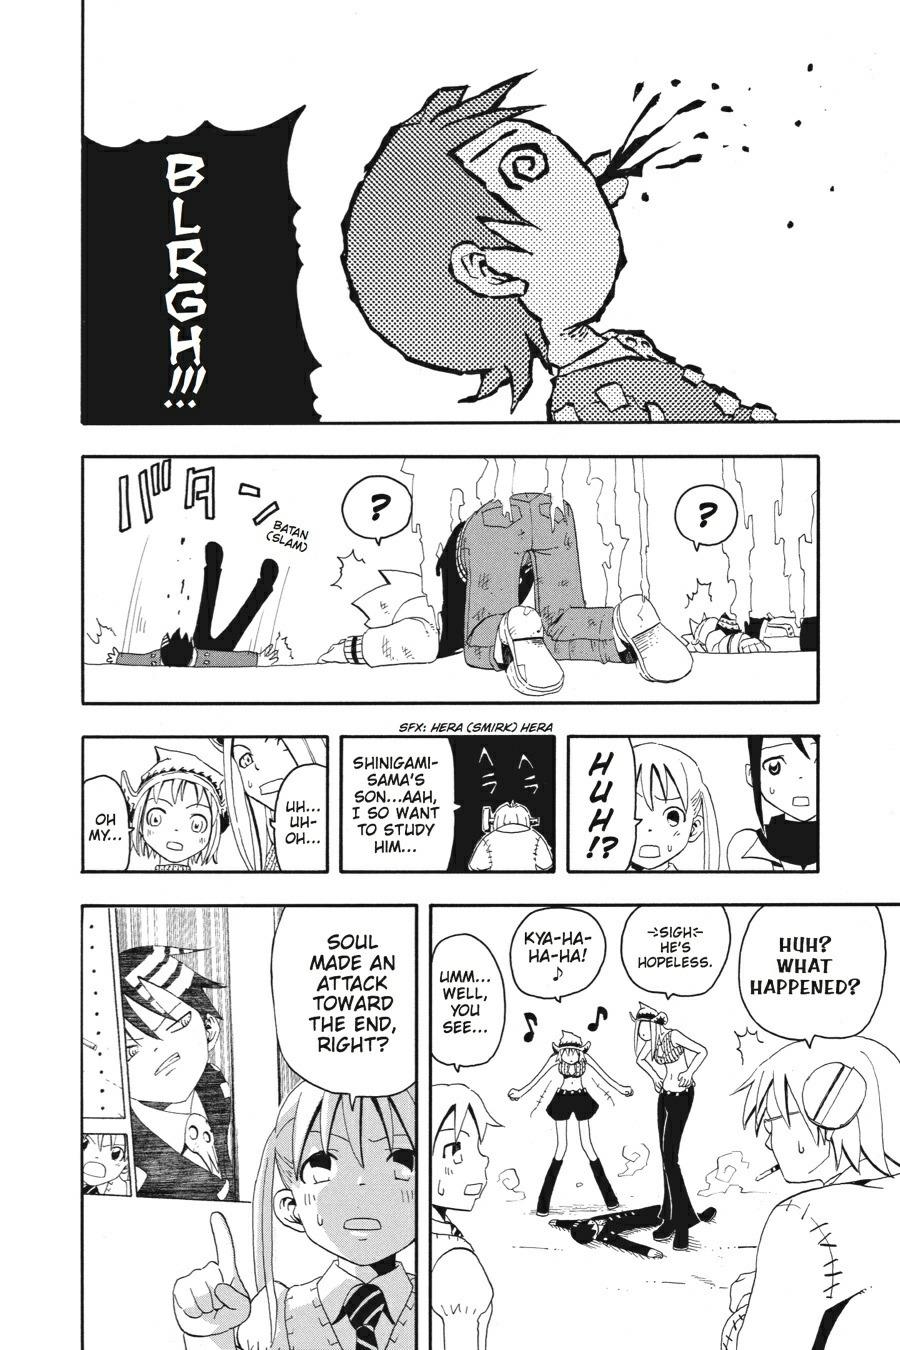 BLRGH!!!
?
?
バターン
BATAN
(SLAM)
HUH!?
SFX: HERA (SMIRK) HERA
SHINIGAMI-
SAMA'S
SON...AAH,
I SO WANT
TO STUDY
HIM...
UH...
UH-
OH...
OH
MY...
HUH?
WHAT
HAPPENED?
SIGH
HE'S
HOPELESS.
KYA-HA-
HA-HA!
♪
UMM...
WELL,
YOU
SEE...
SOUL
MADE AN
ATTACK
TOWARD
THE END,
RIGHT?